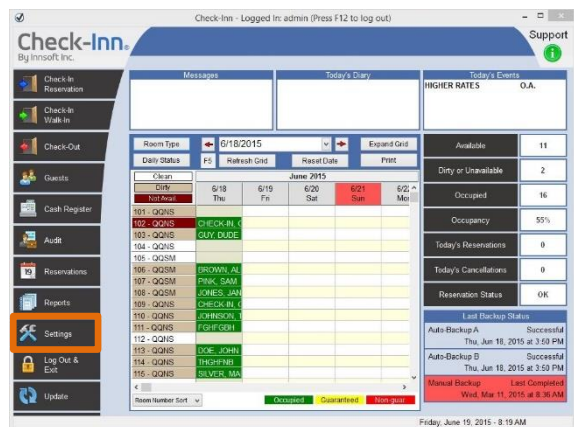 Check-Inn - Logged In: admin (Press F12 to log out)
Check-Inn®
By Innsoft Inc.
Support
Check-In
Reservation
Check-In
Walk-In
Check-Out
Guests
Cash Register
Audit
19
Reservations
Reports
Settings
Log Out &
Exit
Update
Messages
Today's Diary
Today's Events
HIGHER RATES O.A.
Room Type 6/18/2015 Expand Grid
Daily Status F5 Refresh Grid Reset Date Print
Clean
Dirty
Not Avail.
June 2015
6/18 6/19 6/20 6/21 6/22
Thu Fri Sat Sun Mon
101 - QQNS
102 - QQNS CHECK-IN, C
103 - QQNS GUY, DUDE
104 - QQNS
105 - QQSM
106 - QQSM BROWN, AL
107 - QQSM PINK, SAM
108 - QQSM JONES, JAN
109 - QQNS CHECK-IN, C
110 - QQNS JOHNSON, T
111 - QQNS FGHFGBH
112 - QQNS
113 - QQNS DOE, JOHN
114 - QQNS THGHFNB
115 - QQNS SILVER, MA
Room Number Sort
Occupied Guaranteed Non-guar
Available 11
Dirty or Unavailable 2
Occupied 16
Occupancy 55%
Today's Reservations 0
Today's Cancellations 0
Reservation Status OK
Last Backup Status
Auto-Backup A Successful
Thu, Jun 18, 2015 at 3:50 PM
Auto-Backup B Successful
Thu, Jun 18, 2015 at 3:50 PM
Manual Backup Last Completed
Wed, Mar 11, 2015 at 8:36 AM
Friday, June 19, 2015 - 8:19 AM